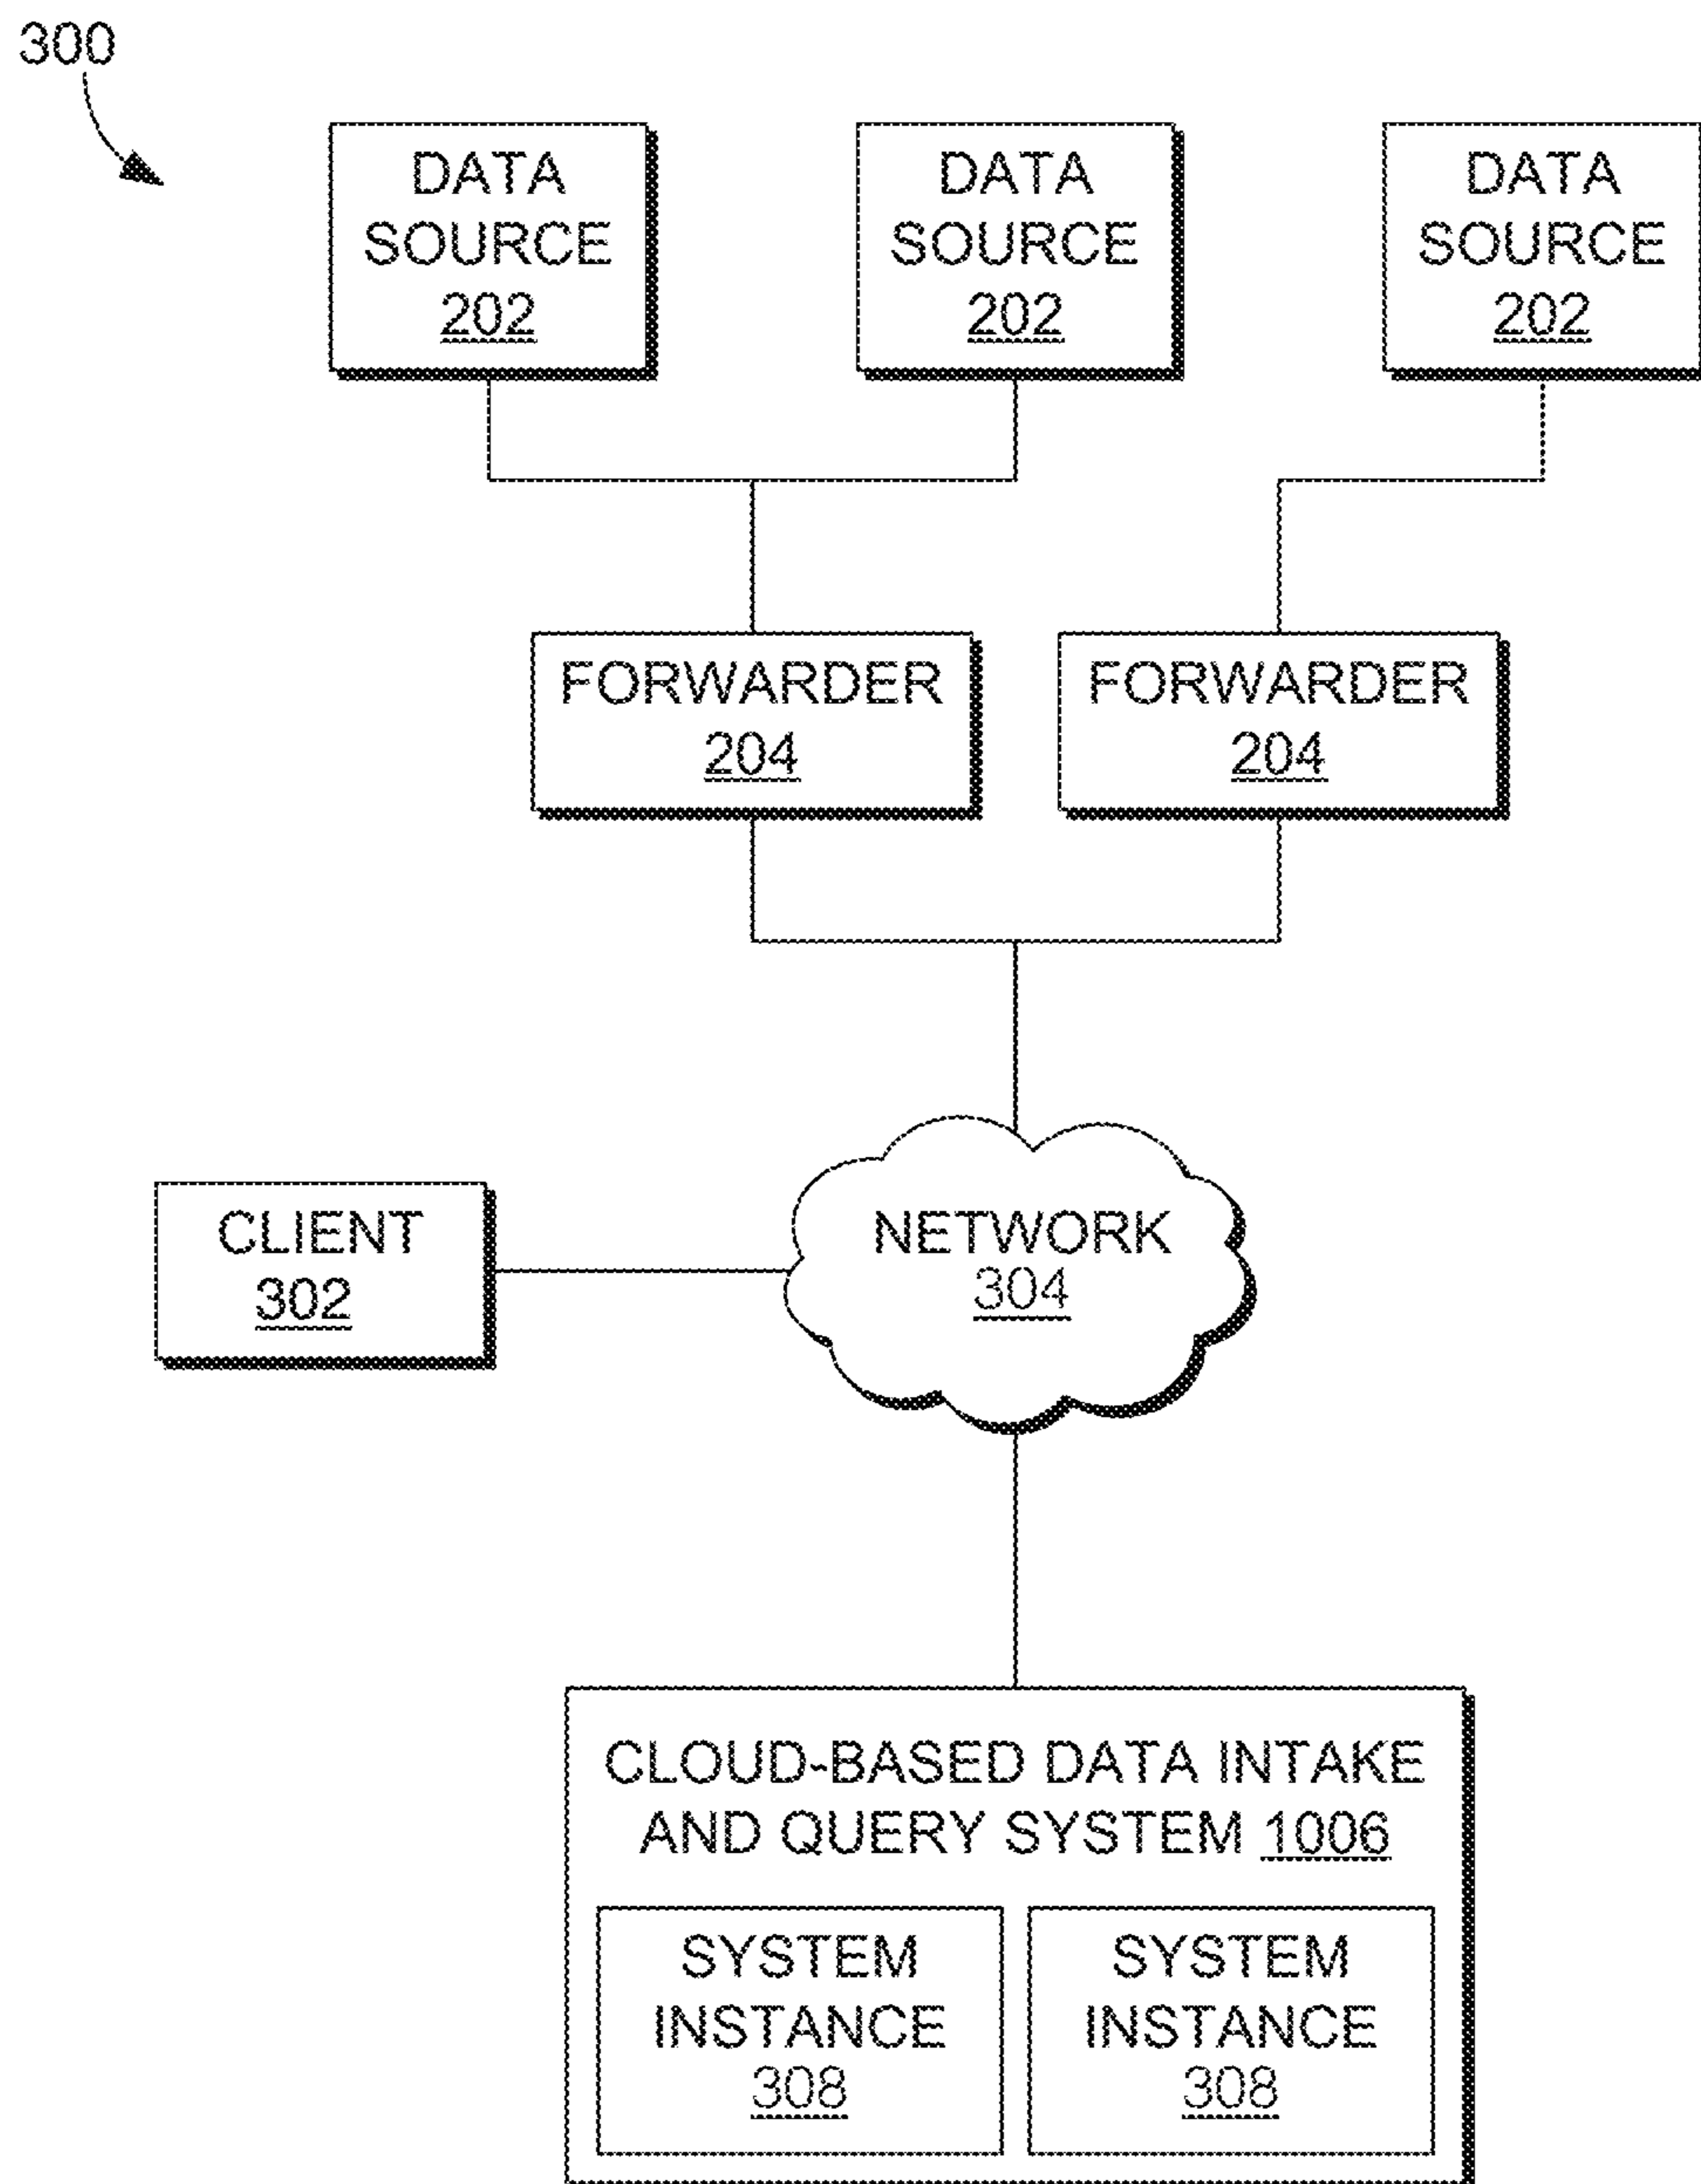 300
DATA
SOURCE
202
DATA
SOURCE
202
DATA
SOURCE
202
FORWARDER
204
FORWARDER
204
CLIENT
302
NETWORK
304
CLOUD-BASED DATA INTAKE
AND QUERY SYSTEM 1006
SYSTEM
INSTANCE
308
SYSTEM
INSTANCE
308